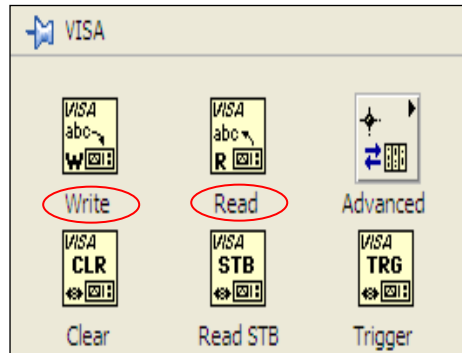 VISA
VISA
abc
W
VISA
abc
R
Write
Read
Advanced
VISA
CLR
VISA
STB
VISA
TRG
Clear
Read STB
Trigger